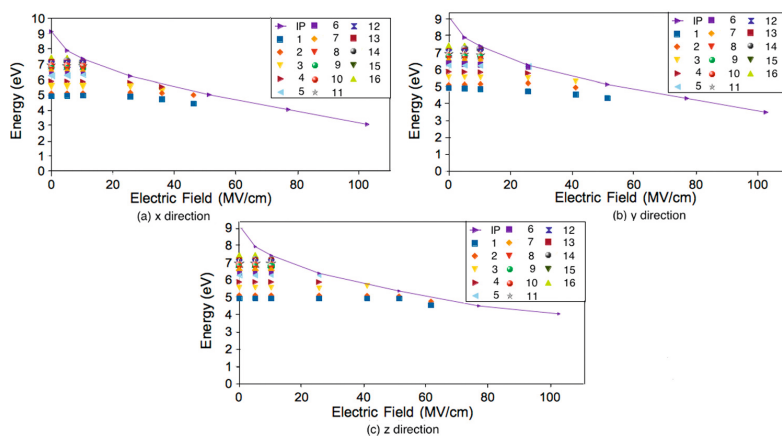 10
9
8
7
6
5
4
3
2
1
0
Energy (eV)
IP 6 12
1 7 13
2 8 14
3 9 15
4 10 16
5 11
0 20 40 60 80 100
Electric Field (MV/cm)
(a) x direction
9
8
7
6
5
4
3
2
1
0
Energy (eV)
IP 6 12
1 7 13
2 8 14
3 9 15
4 10 16
5 11
0 20 40 60 80 100
Electric Field (MV/cm)
(b) y direction
9
8
7
6
5
4
3
2
1
0
Energy (eV)
IP 6 12
1 7 13
2 8 14
3 9 15
4 10 16
5 11
0 20 40 60 80 100
Electric Field (MV/cm)
(c) z direction